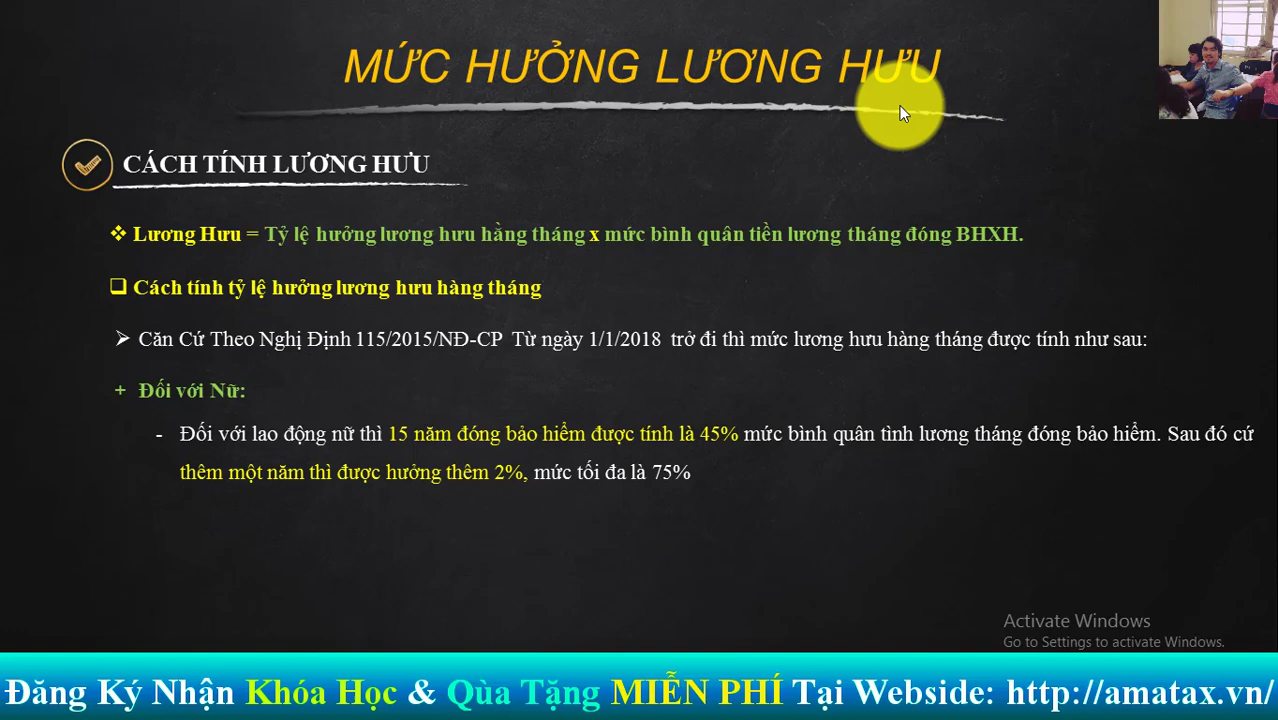 MỨC HƯỞNG LƯƠNG HƯU
CÁCH TÍNH LƯƠNG HƯU
❖ Lương Hưu = Tỷ lệ hưởng lương hưu hằng tháng x mức bình quân tiền lương tháng đóng BHXH.
❑ Cách tính tỷ lệ hưởng lương hưu hàng tháng
➢ Căn Cứ Theo Nghị Định 115/2015/NĐ-CP Từ ngày 1/1/2018 trở đi thì mức lương hưu hàng tháng được tính như sau:
+ Đối với Nữ:
- Đối với lao động nữ thì 15 năm đóng bảo hiểm được tính là 45% mức bình quân tình lương tháng đóng bảo hiểm. Sau đó cứ
thêm một năm thì được hưởng thêm 2%, mức tối đa là 75%
Activate Windows
Go to Settings to activate Windows.
Đăng Ký Nhận Khóa Học & Qùa Tặng MIỄN PHÍ Tại Webside: http://amatax.vn/